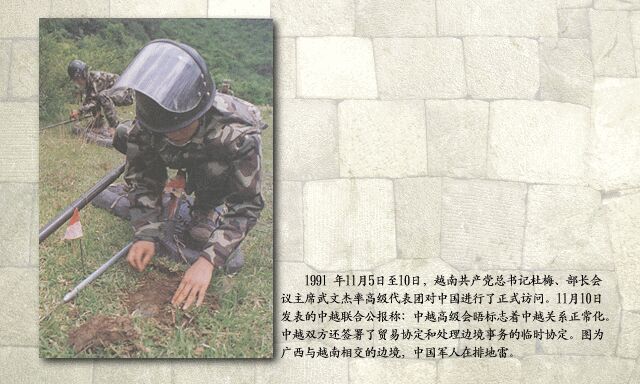 1991 年11月5日至10日，越南共产党总书记杜梅、部长会
议主席武文杰率高级代表团对中国进行了正式访问。11月10日
发表的中越联合公报称：中越高级会晤标志着中越关系正常化。
中越双方还签署了贸易协定和处理边境事务的临时协定。图为
广西与越南相交的边境，中国军人在排地雷。